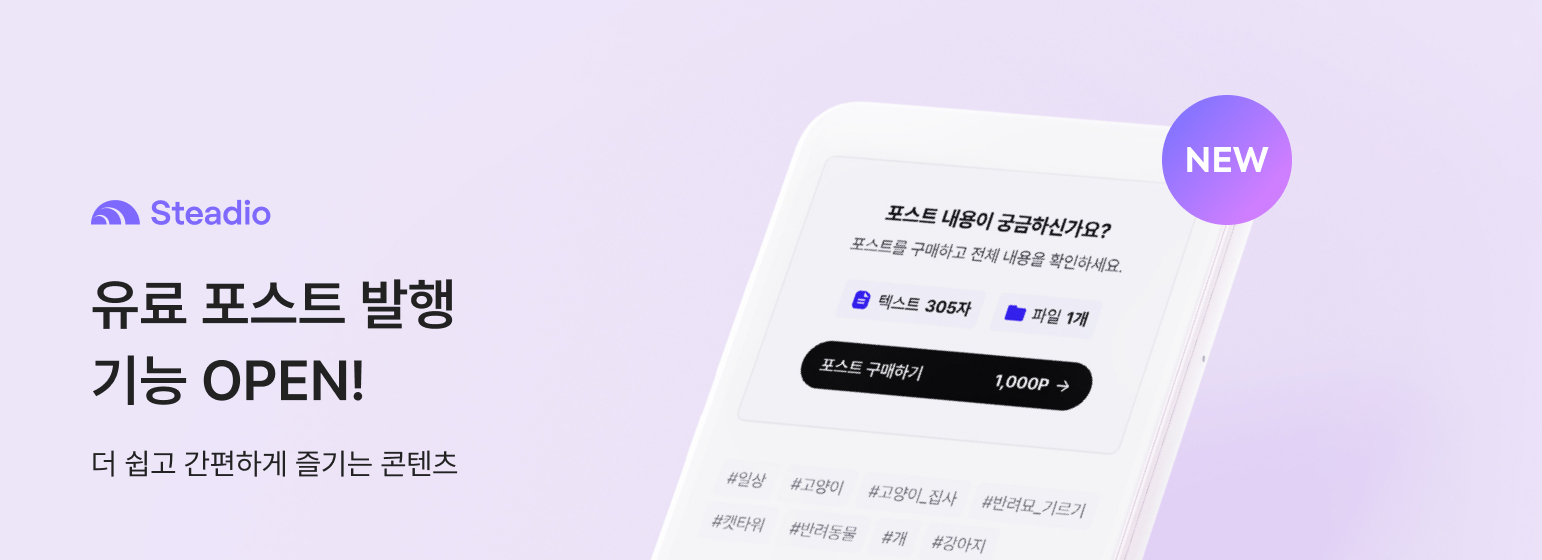 Steadio
유료 포스트 발행
기능 OPEN!
더 쉽고 간편하게 즐기는 콘텐츠
NEW
포스트 내용이 궁금하신가요?
포스트를 구매하고 전체 내용을 확인하세요.
텍스트 305자 파일 1개
포스트 구매하기 1,000P →
#일상 #고양이 #고양이_집사 #반려묘_기르기
#캣타워 #반려동물 #개 #강아지